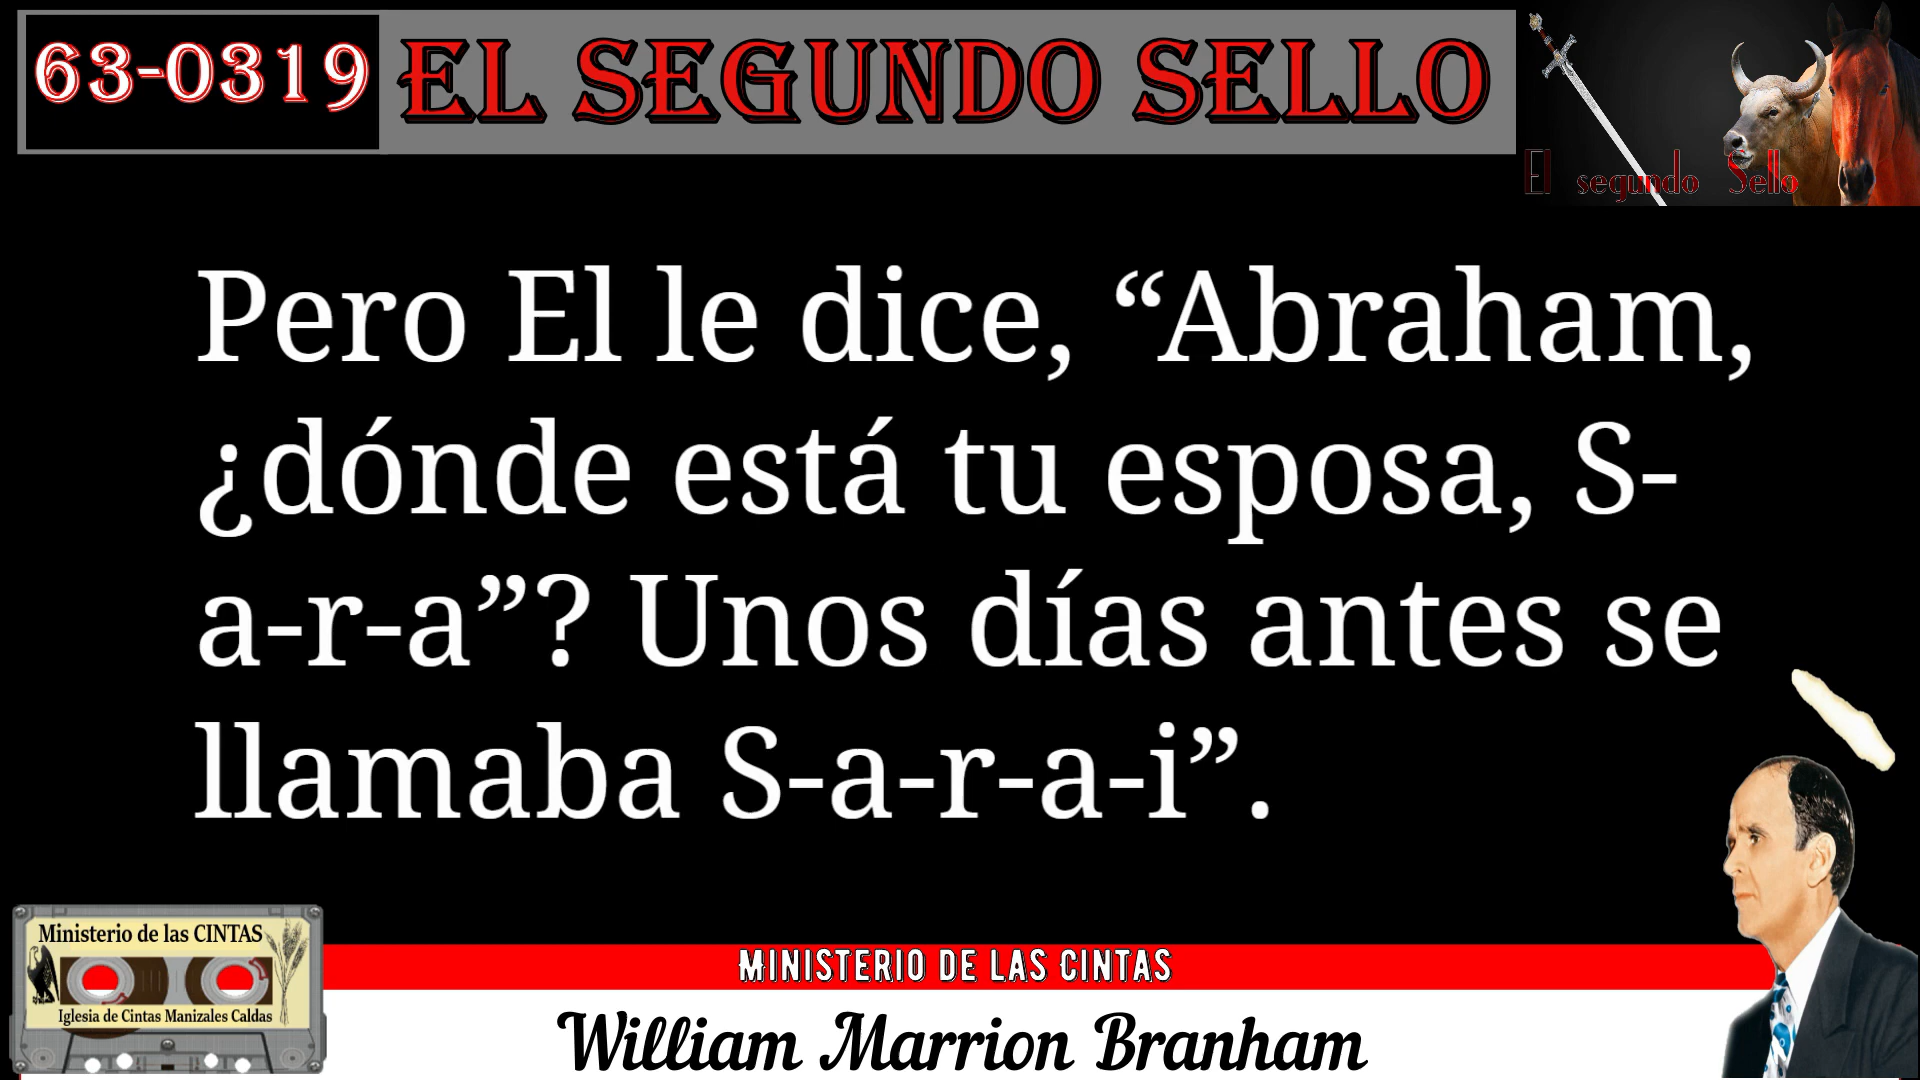 63-0319 EL SEGUNDO SELLO
El segundo Sello
Pero El le dice, “Abraham,
¿dónde está tu esposa, S-
a-r-a”? Unos días antes se
llamaba S-a-r-a-i”.
Ministerio de las CINTAS
Iglesia de Cintas Manizales Caldas
MINISTERIO DE LAS CINTAS
William Marrion Branham